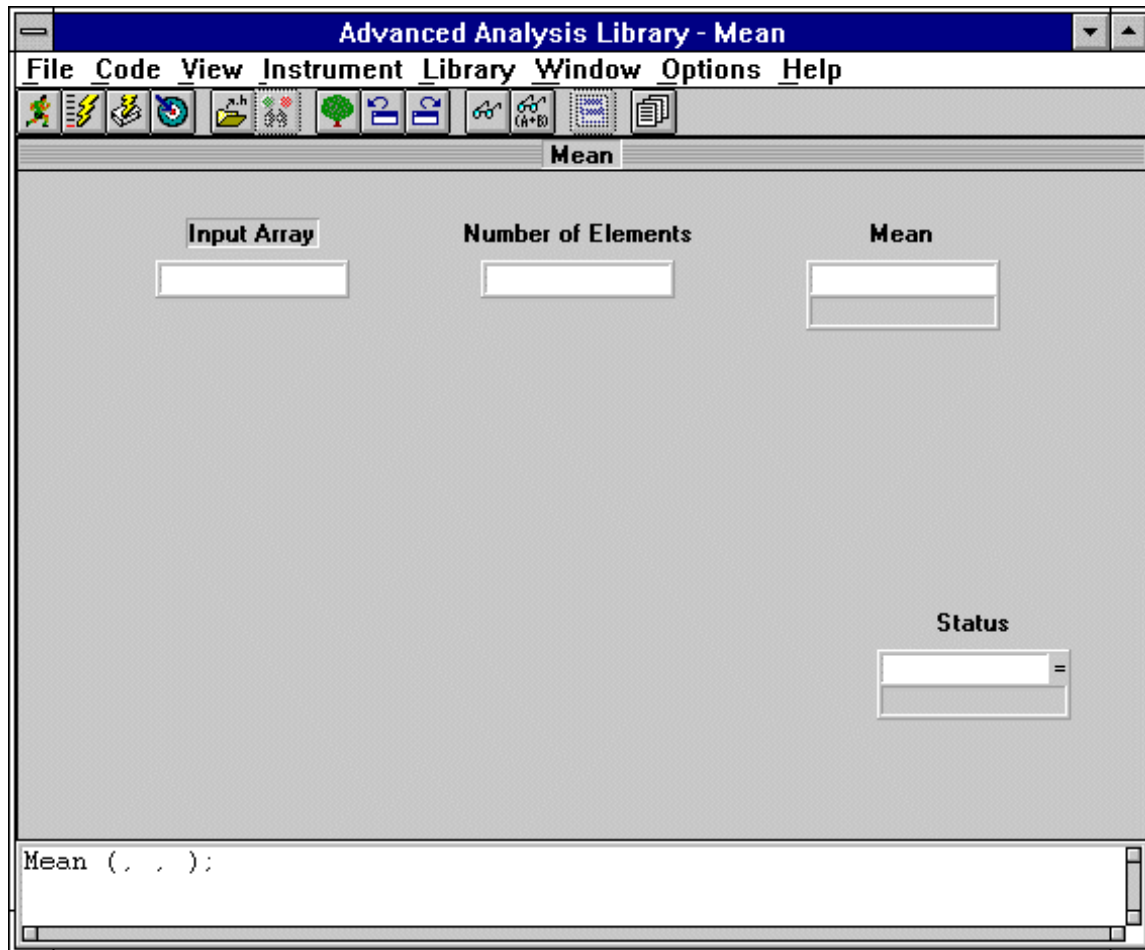 Advanced Analysis Library - Mean
File Code View Instrument Library Window Options Help
.h
(A+B)
Mean
Input Array Number of Elements Mean
Status
=
Mean (, , );